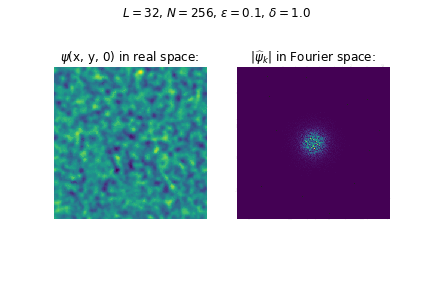 L = 32, N = 256, ε = 0.1, δ = 1.0
ψ(x, y, 0) in real space:
|ψ̂ₖ| in Fourier space: